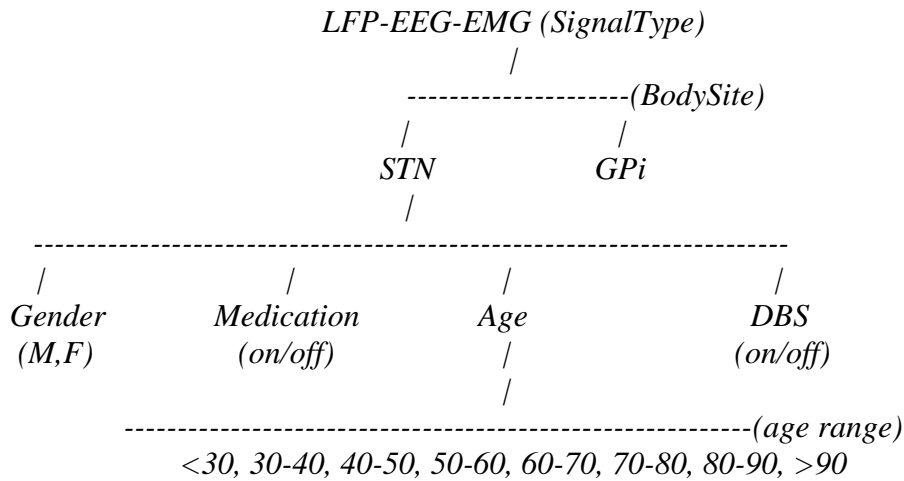 LFP-EEG-EMG (SignalType)
/
---------------------(BodySite)
/ /
STN GPi
/
------------------------------------------------------------------------
/ / / /
Gender Medication Age DBS
(M,F) (on/off) / (on/off)
/
------------------------------------------------------------(age range)
<30, 30-40, 40-50, 50-60, 60-70, 70-80, 80-90, >90